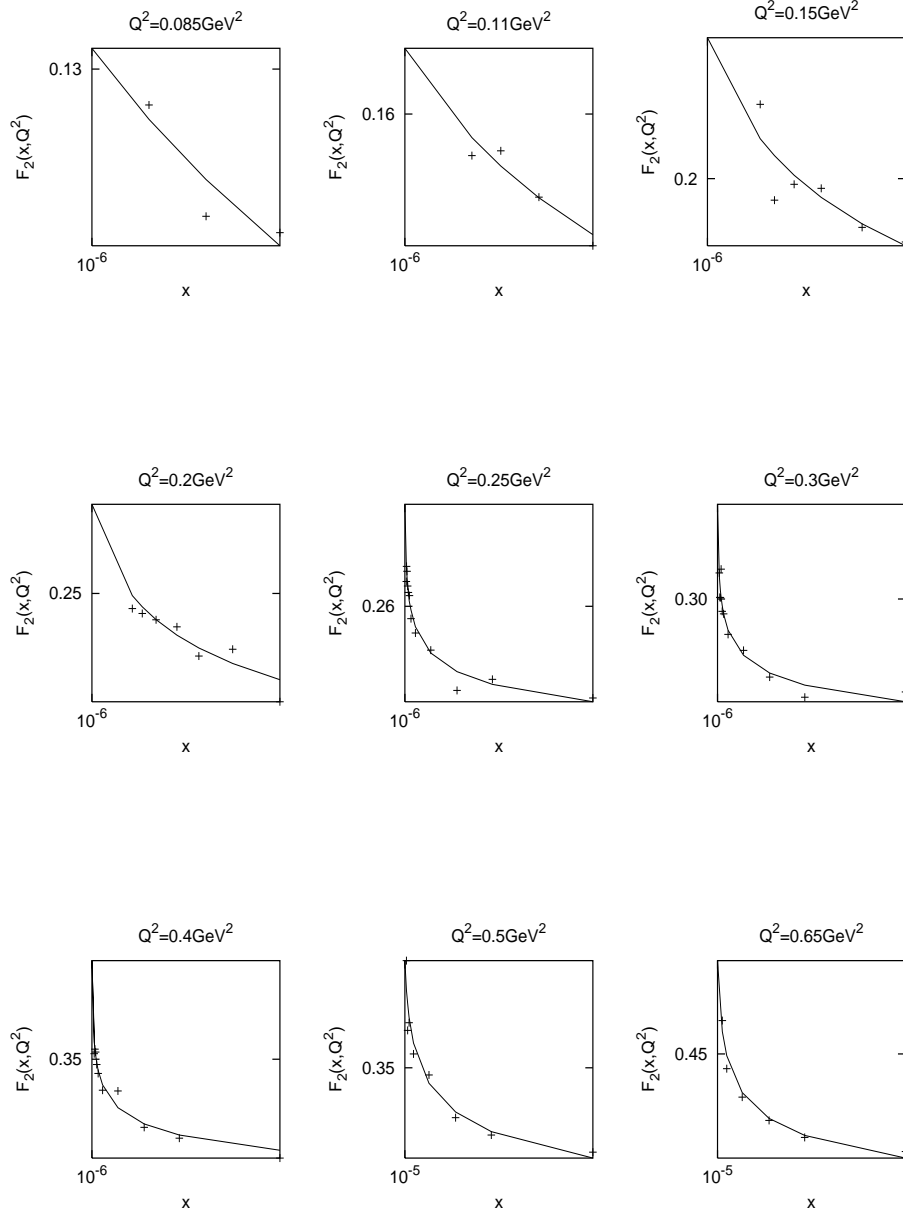 Q²=0.085GeV²
0.13
F₂(x,Q²)
10⁻⁶
x
Q²=0.11GeV²
0.16
F₂(x,Q²)
10⁻⁶
x
Q²=0.15GeV²
0.2
F₂(x,Q²)
10⁻⁶
x
Q²=0.2GeV²
0.25
F₂(x,Q²)
10⁻⁶
x
Q²=0.25GeV²
0.26
F₂(x,Q²)
10⁻⁶
x
Q²=0.3GeV²
0.30
F₂(x,Q²)
10⁻⁶
x
Q²=0.4GeV²
0.35
F₂(x,Q²)
10⁻⁶
x
Q²=0.5GeV²
0.35
F₂(x,Q²)
10⁻⁵
x
Q²=0.65GeV²
0.45
F₂(x,Q²)
10⁻⁵
x